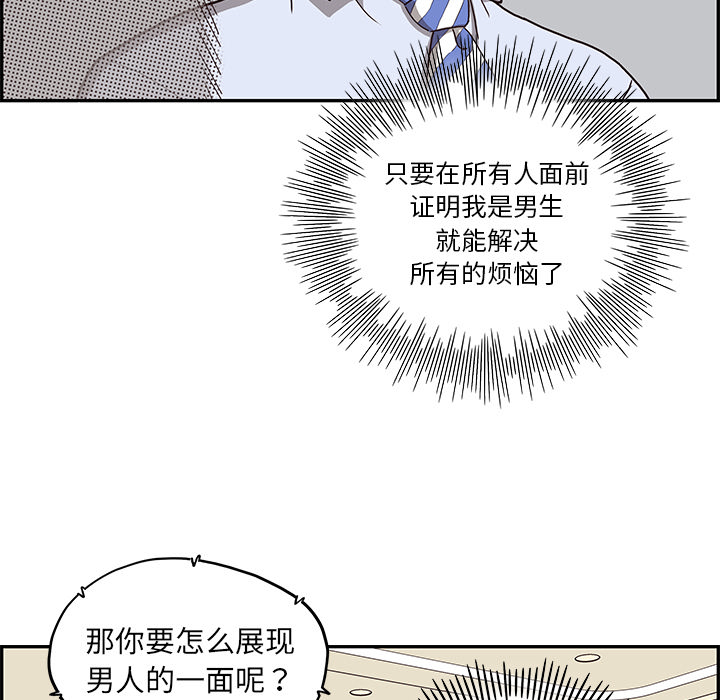 只要在所有人面前
证明我是男生
就能解决
所有的烦恼了
那你要怎么展现
男人的一面呢？